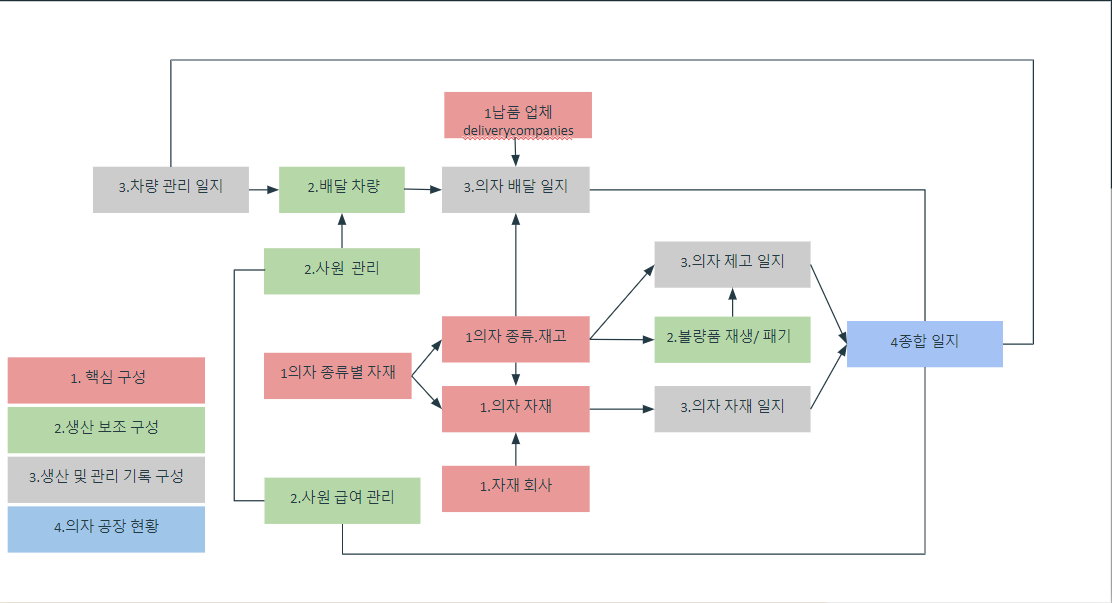 1납품 업체
deliverycompanies
3.차량 관리 일지
2.배달 차량
3.의자 배달 일지
2.사원 관리
3.의자 제고 일지
1의자 종류.재고
2.불량품 재생/ 패기
4종합 일지
1의자 종류별 자재
1. 핵심 구성
1.의자 자재
3.의자 자재 일지
2.생산 보조 구성
3.생산 및 관리 기록 구성
1.자재 회사
2.사원 급여 관리
4.의자 공장 현황